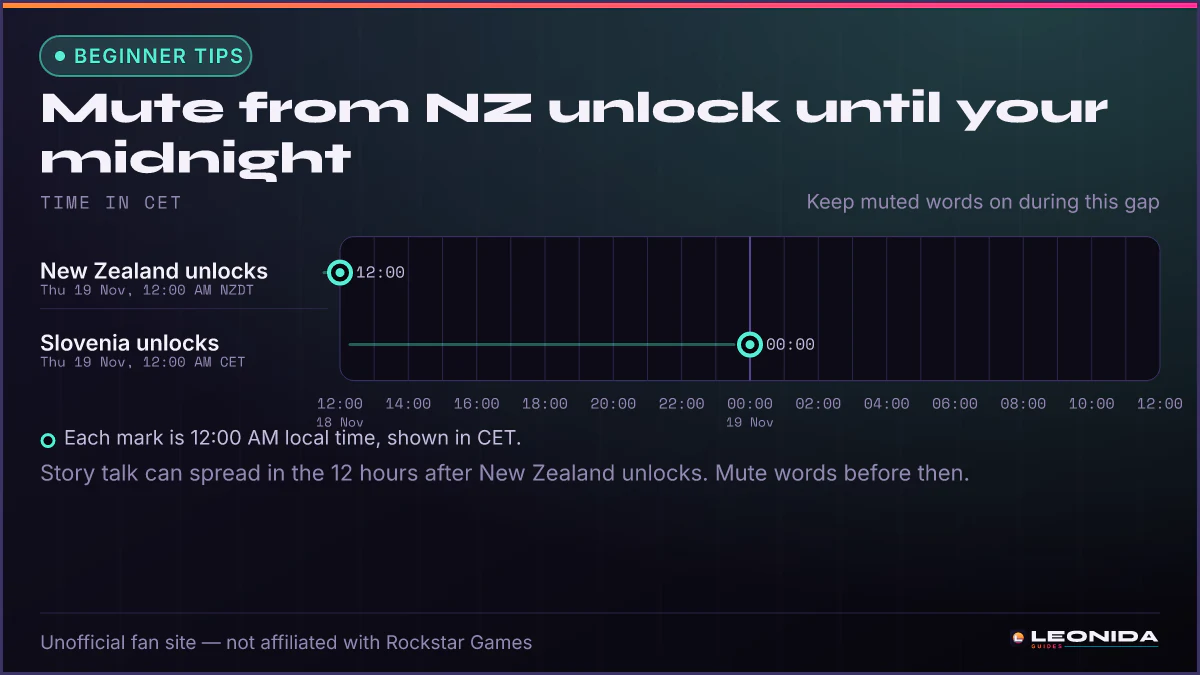 BEGINNER TIPS
Mute from NZ unlock until your
midnight
TIME IN CET
Keep muted words on during this gap
New Zealand unlocks
Thu 19 Nov, 12:00 AM NZDT
12:00
Slovenia unlocks
Thu 19 Nov, 12:00 AM CET
00:00
12:00 14:00 16:00 18:00 20:00 22:00 00:00 02:00 04:00 06:00 08:00 10:00 12:00
18 Nov 19 Nov
Each mark is 12:00 AM local time, shown in CET.
Story talk can spread in the 12 hours after New Zealand unlocks. Mute words before then.
Unofficial fan site — not affiliated with Rockstar Games
LEONIDA
GUIDES